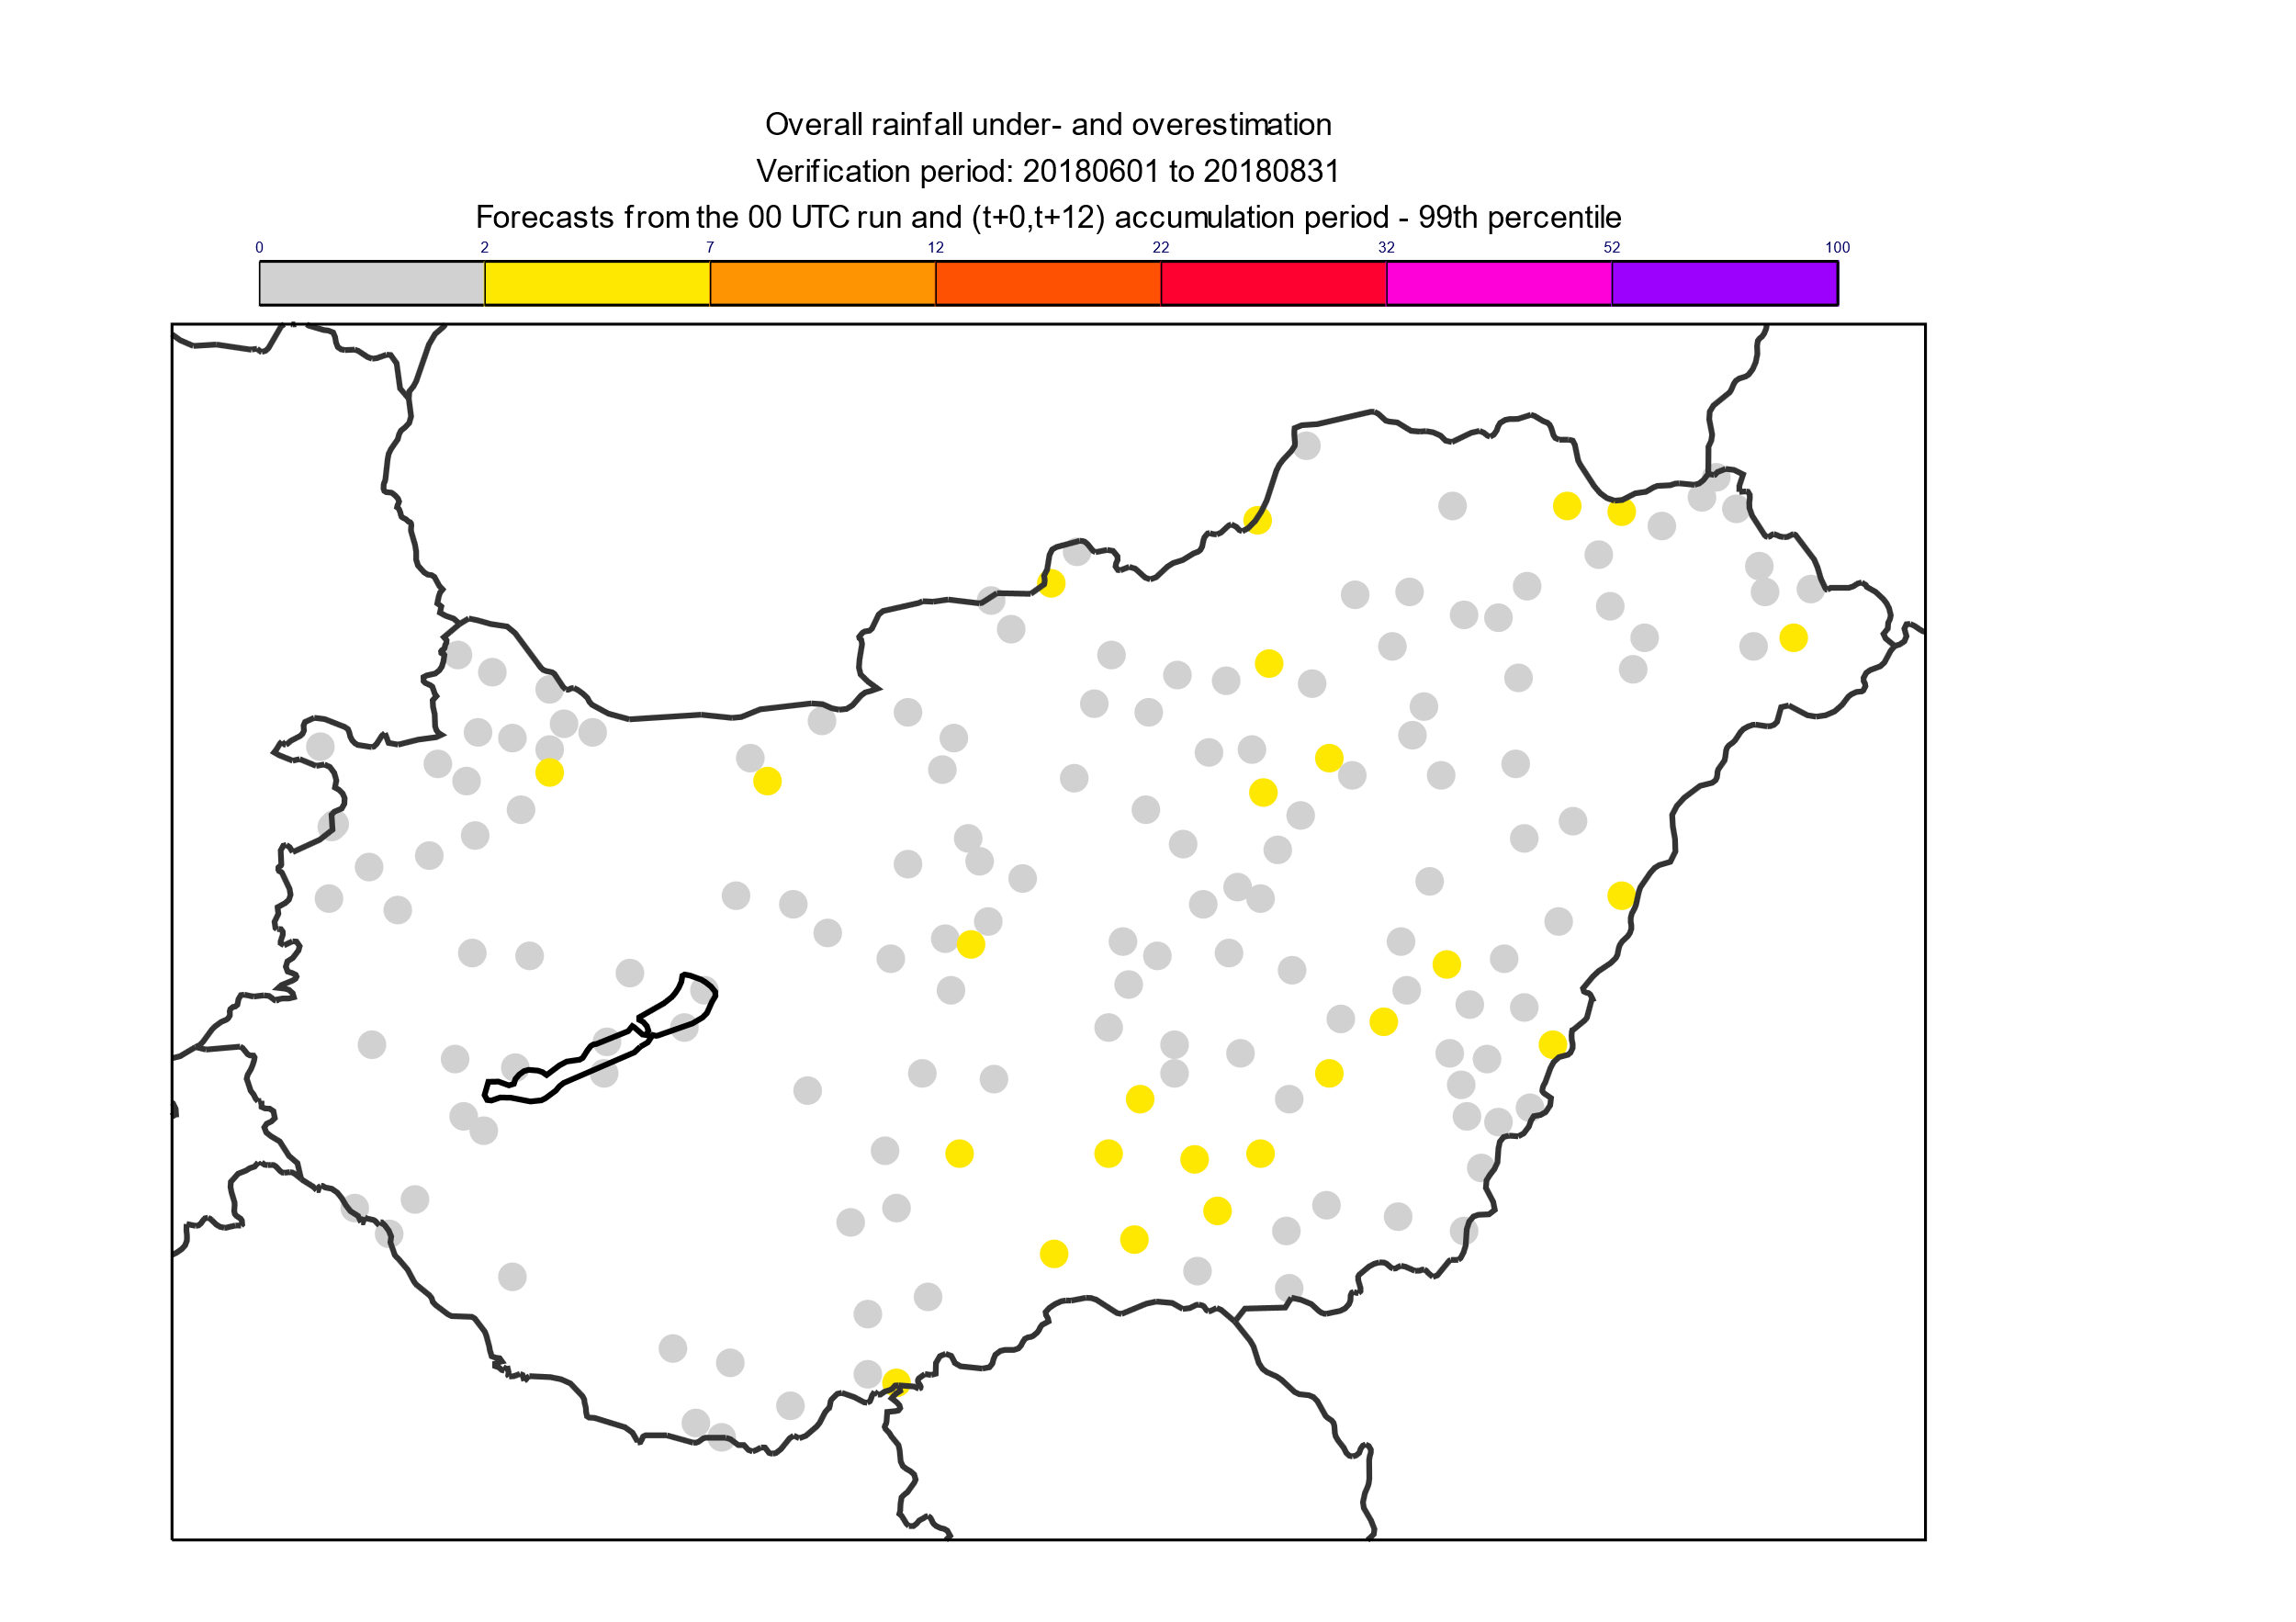 Overall rainfall under- and overestimation
Verification period: 20180601 to 20180831
Forecasts from the 00 UTC run and (t+0,t+12) accumulation period - 99th percentile
0 2 7 12 22 32 52 100